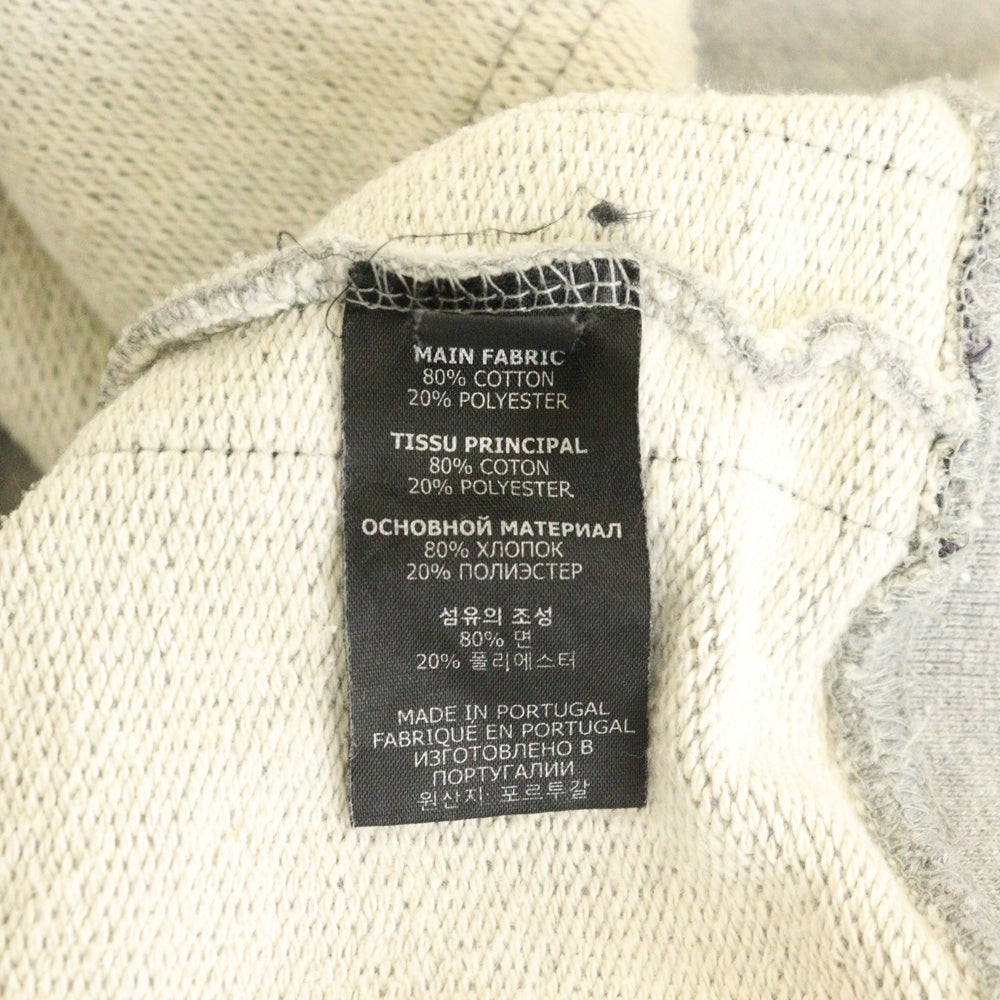 MAIN FABRIC
80% COTTON
20% POLYESTER
TISSU PRINCIPAL
80% COTON
20% POLYESTER
ОСНОВНОЙ МАТЕРИАЛ
80% ХЛОПОК
20% ПОЛИЭСТЕР
섬유의 조성
80% 면
20% 폴리에스터
MADE IN PORTUGAL
FABRIQUÉ EN PORTUGAL
ИЗГОТОВЛЕНО В
ПОРТУГАЛИИ
원산지: 포르투갈